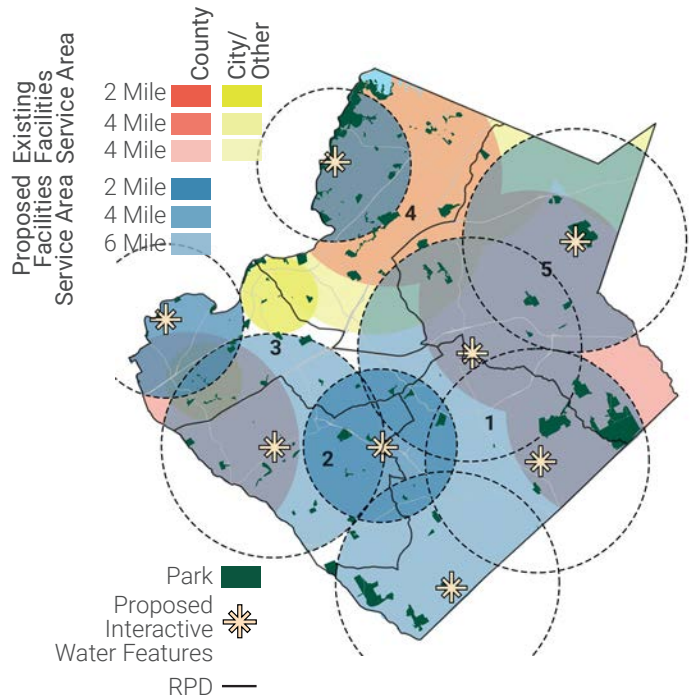 County
City/
Other
Existing
Facilities
Service Area
2 Mile
4 Mile
4 Mile
Proposed
Facilities
Service Area
2 Mile
4 Mile
6 Mile
4
5
3
1
2
Park
Proposed
Interactive
Water Features
RPD